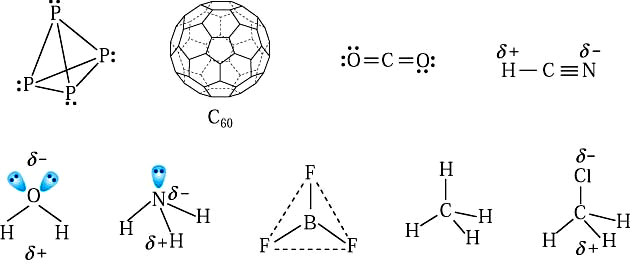 P
P
P
P
C₆₀
O=C=O
δ+ δ−
H—C≡N
δ−
O
H H
δ+
N δ−
H H
δ+H
F
B
F F
H
C
H
H H
δ−
Cl
C
H
H H
δ+